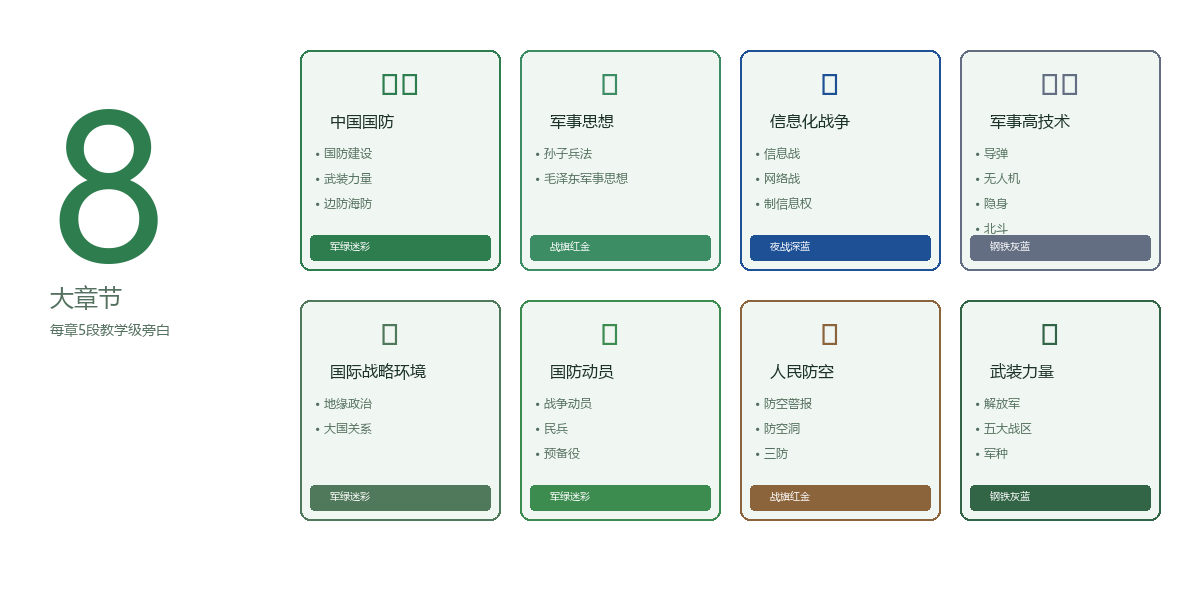 8
大章节
每章5段教学级旁白
中国国防
• 国防建设
• 武装力量
• 边防海防
军绿迷彩
军事思想
• 孙子兵法
• 毛泽东军事思想
战旗红金
信息化战争
• 信息战
• 网络战
• 制信息权
夜战深蓝
军事高技术
• 导弹
• 无人机
• 隐身
• 北斗
钢铁灰蓝
国际战略环境
• 地缘政治
• 大国关系
军绿迷彩
国防动员
• 战争动员
• 民兵
• 预备役
军绿迷彩
人民防空
• 防空警报
• 防空洞
• 三防
战旗红金
武装力量
• 解放军
• 五大战区
• 军种
钢铁灰蓝